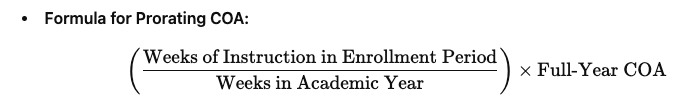 • Formula for Prorating COA:
(Weeks of Instruction in Enrollment Period / Weeks in Academic Year) × Full-Year COA